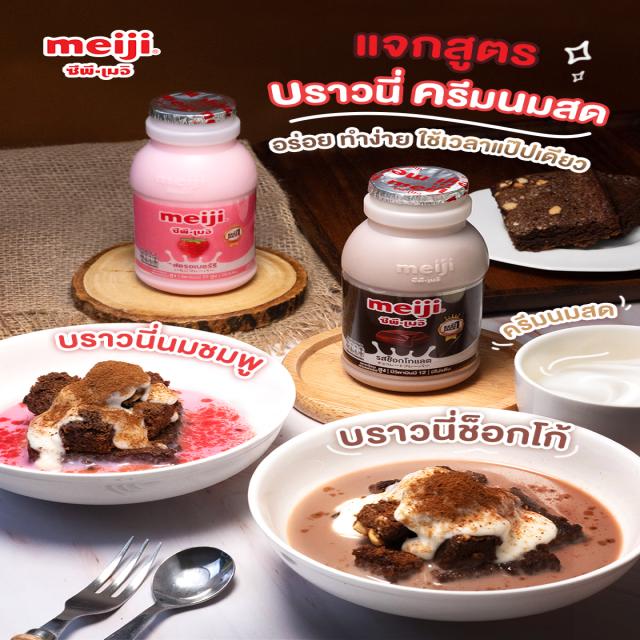 meiji
ซีพี-เมจิ
แจกสูตร
บราวนี่ ครีมนมสด
อร่อย ทำง่าย ใช้เวลาแป๊ปเดียว
meiji
ซีพี-เมจิ
สตรอเบอร์รี
meiji
ซีพี-เมจิ
meiji
ซีพี-เมจิ
รสช็อกโกแลต
ครีมนมสด
บราวนี่นมชมพู
บราวนี่ช็อกโก้